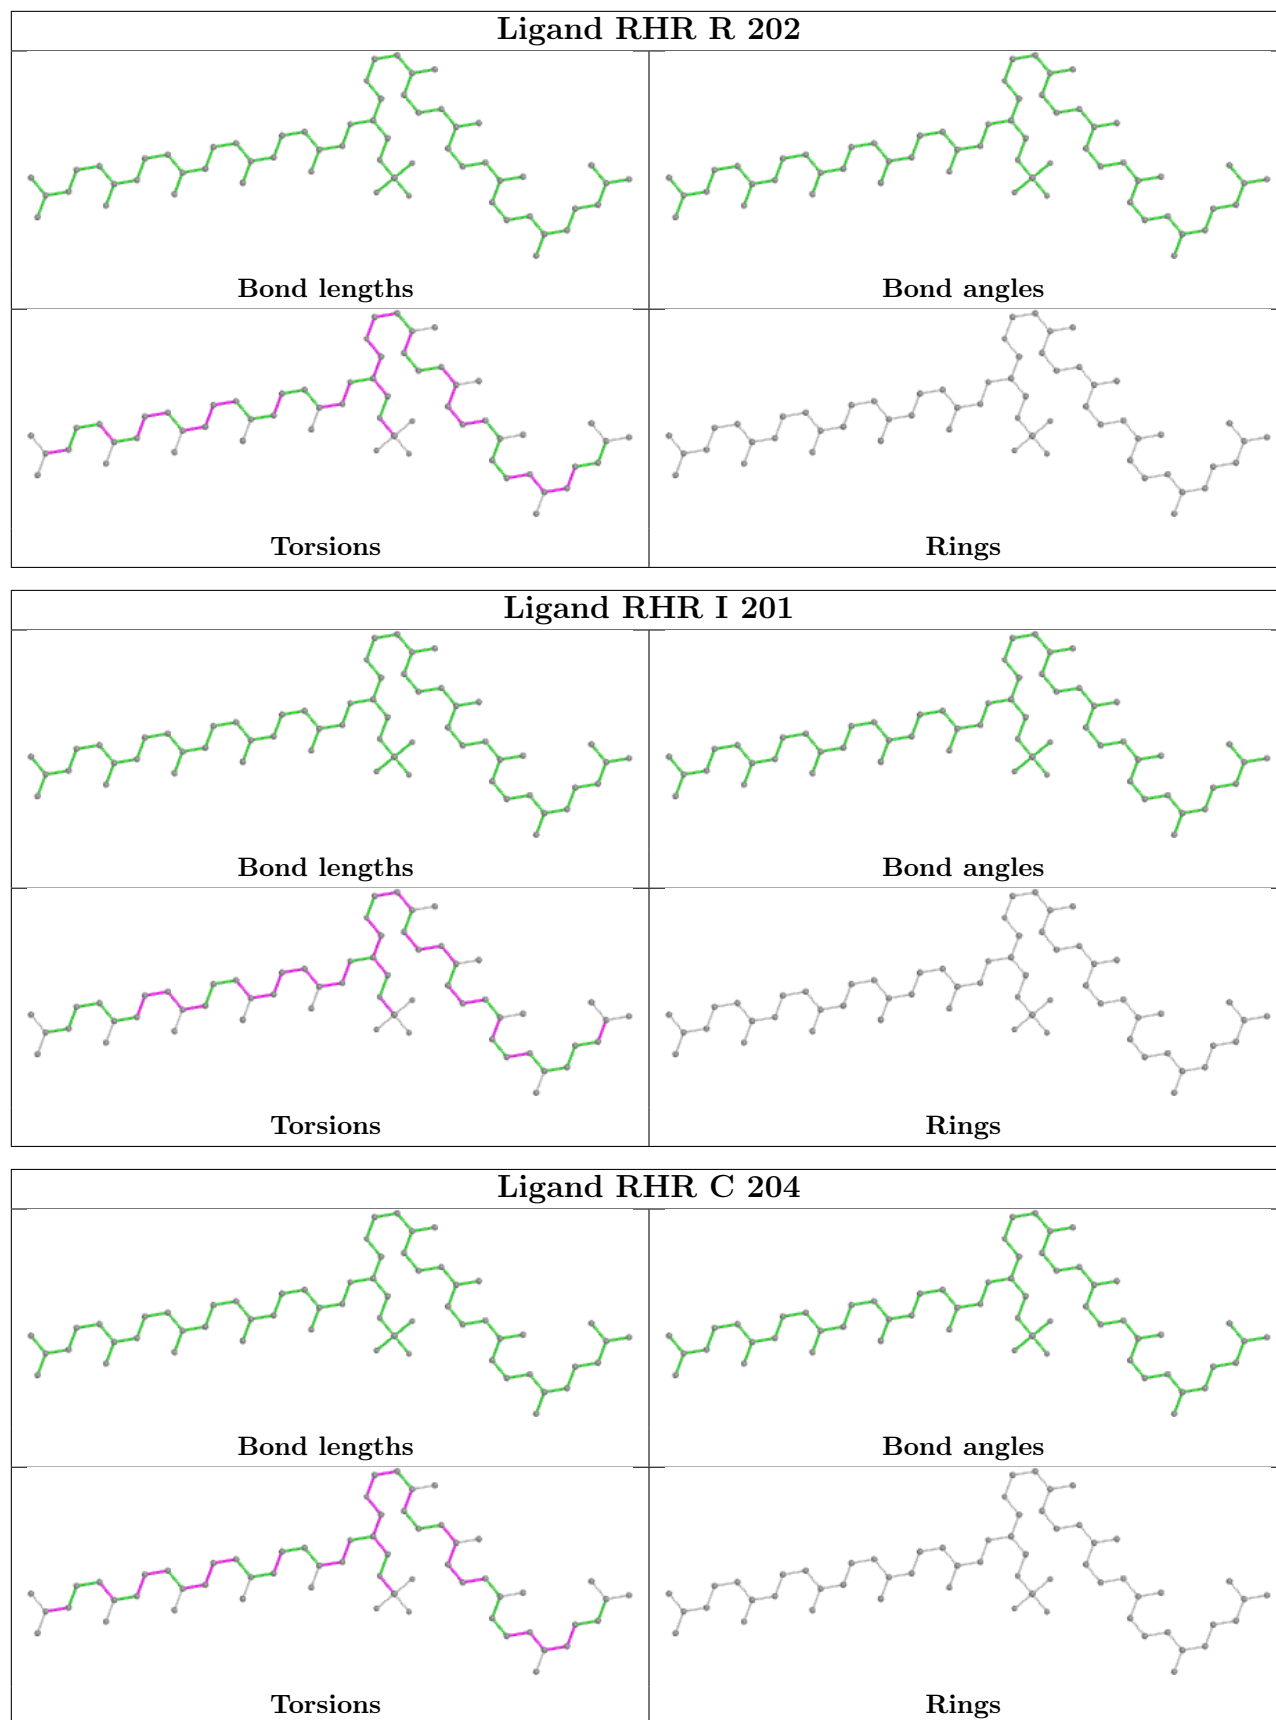 Ligand RHR R 202
Bond lengths
Bond angles
Torsions
Rings
Ligand RHR I 201
Bond lengths
Bond angles
Torsions
Rings
Ligand RHR C 204
Bond lengths
Bond angles
Torsions
Rings